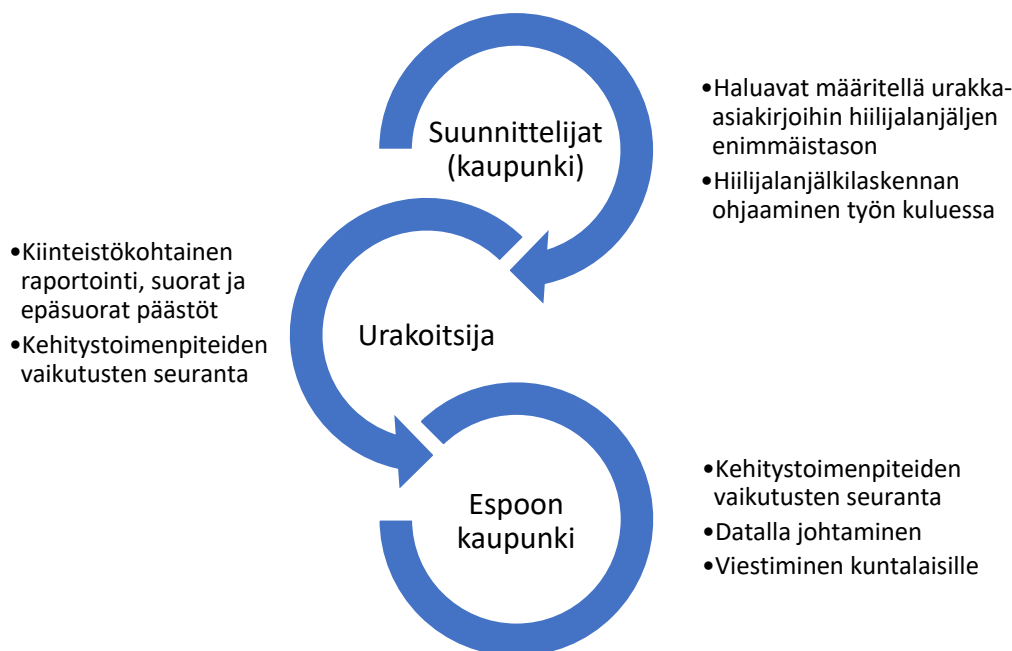 Suunnittelijat
(kaupunki)
•Haluavat määritellä urakka-
asiakirjoihin hiilijalanjäljen
enimmäistason
•Hiilijalanjälkilaskennan
ohjaaminen työn kuluessa
•Kiinteistökohtainen
raportointi, suorat ja
epäsuorat päästöt
•Kehitystoimenpiteiden
vaikutusten seuranta
Urakoitsija
Espoon
kaupunki
•Kehitystoimenpiteiden
vaikutusten seuranta
•Datalla johtaminen
•Viestiminen kuntalaisille